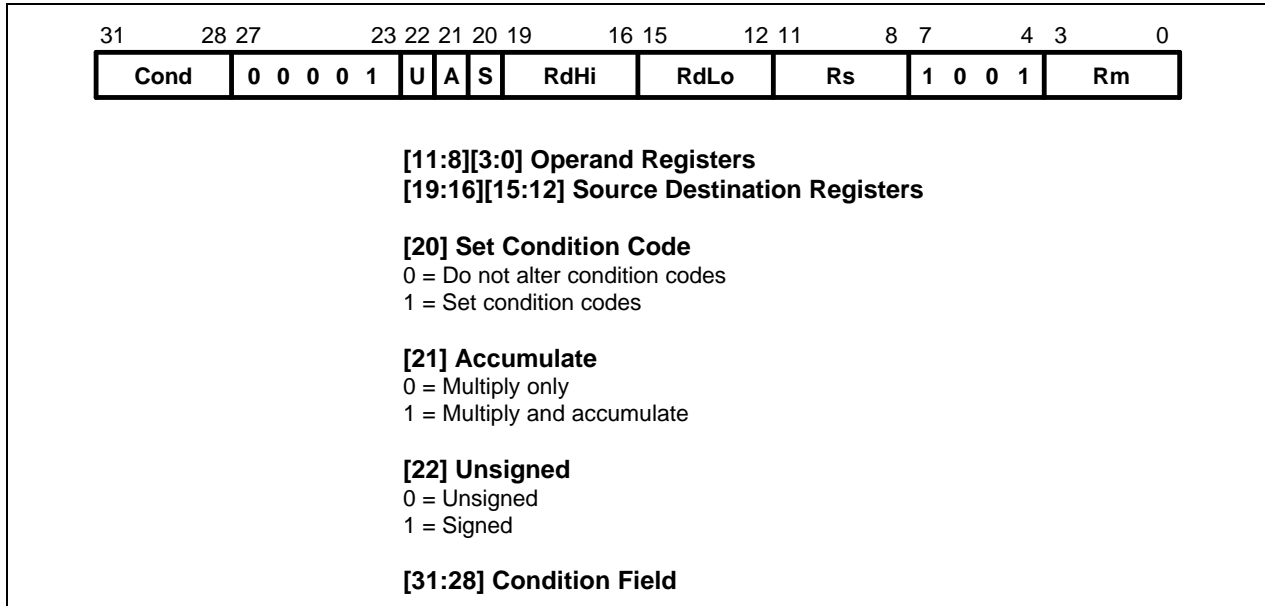 31 28 27 23 22 21 20 19 16 15 12 11 8 7 4 3 0
Cond 0 0 0 0 1 U A S RdHi RdLo Rs 1 0 0 1 Rm
[11:8][3:0] Operand Registers
[19:16][15:12] Source Destination Registers
[20] Set Condition Code
0 = Do not alter condition codes
1 = Set condition codes
[21] Accumulate
0 = Multiply only
1 = Multiply and accumulate
[22] Unsigned
0 = Unsigned
1 = Signed
[31:28] Condition Field